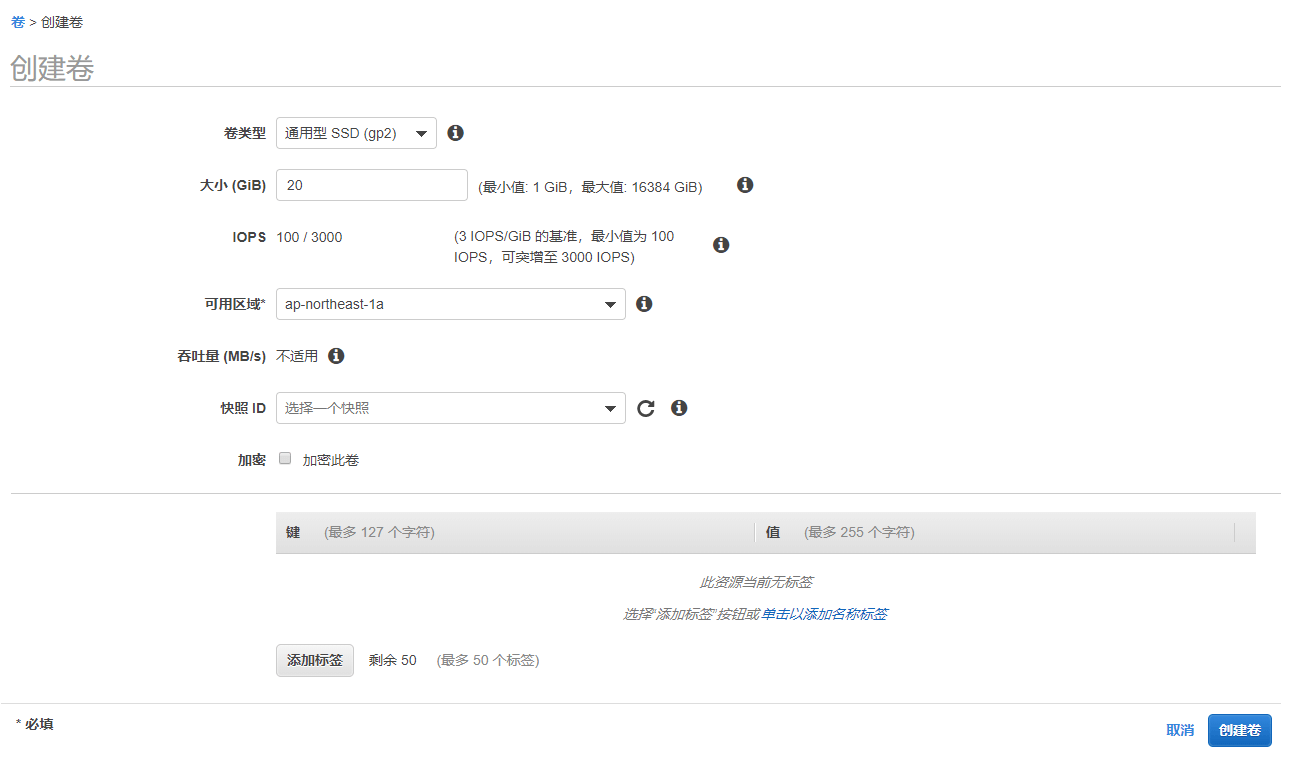 卷 > 创建卷
创建卷
卷类型 通用型 SSD (gp2)
大小 (GiB) 20 (最小值: 1 GiB，最大值: 16384 GiB)
IOPS 100 / 3000 (3 IOPS/GiB 的基准，最小值为 100
IOPS，可突增至 3000 IOPS)
可用区域* ap-northeast-1a
吞吐量 (MB/s) 不适用
快照 ID 选择一个快照
加密 加密此卷
键 (最多 127 个字符) 值 (最多 255 个字符)
此资源当前无标签
选择“添加标签”按钮或 单击以添加名称标签
添加标签 剩余 50 (最多 50 个标签)
* 必填 取消 创建卷